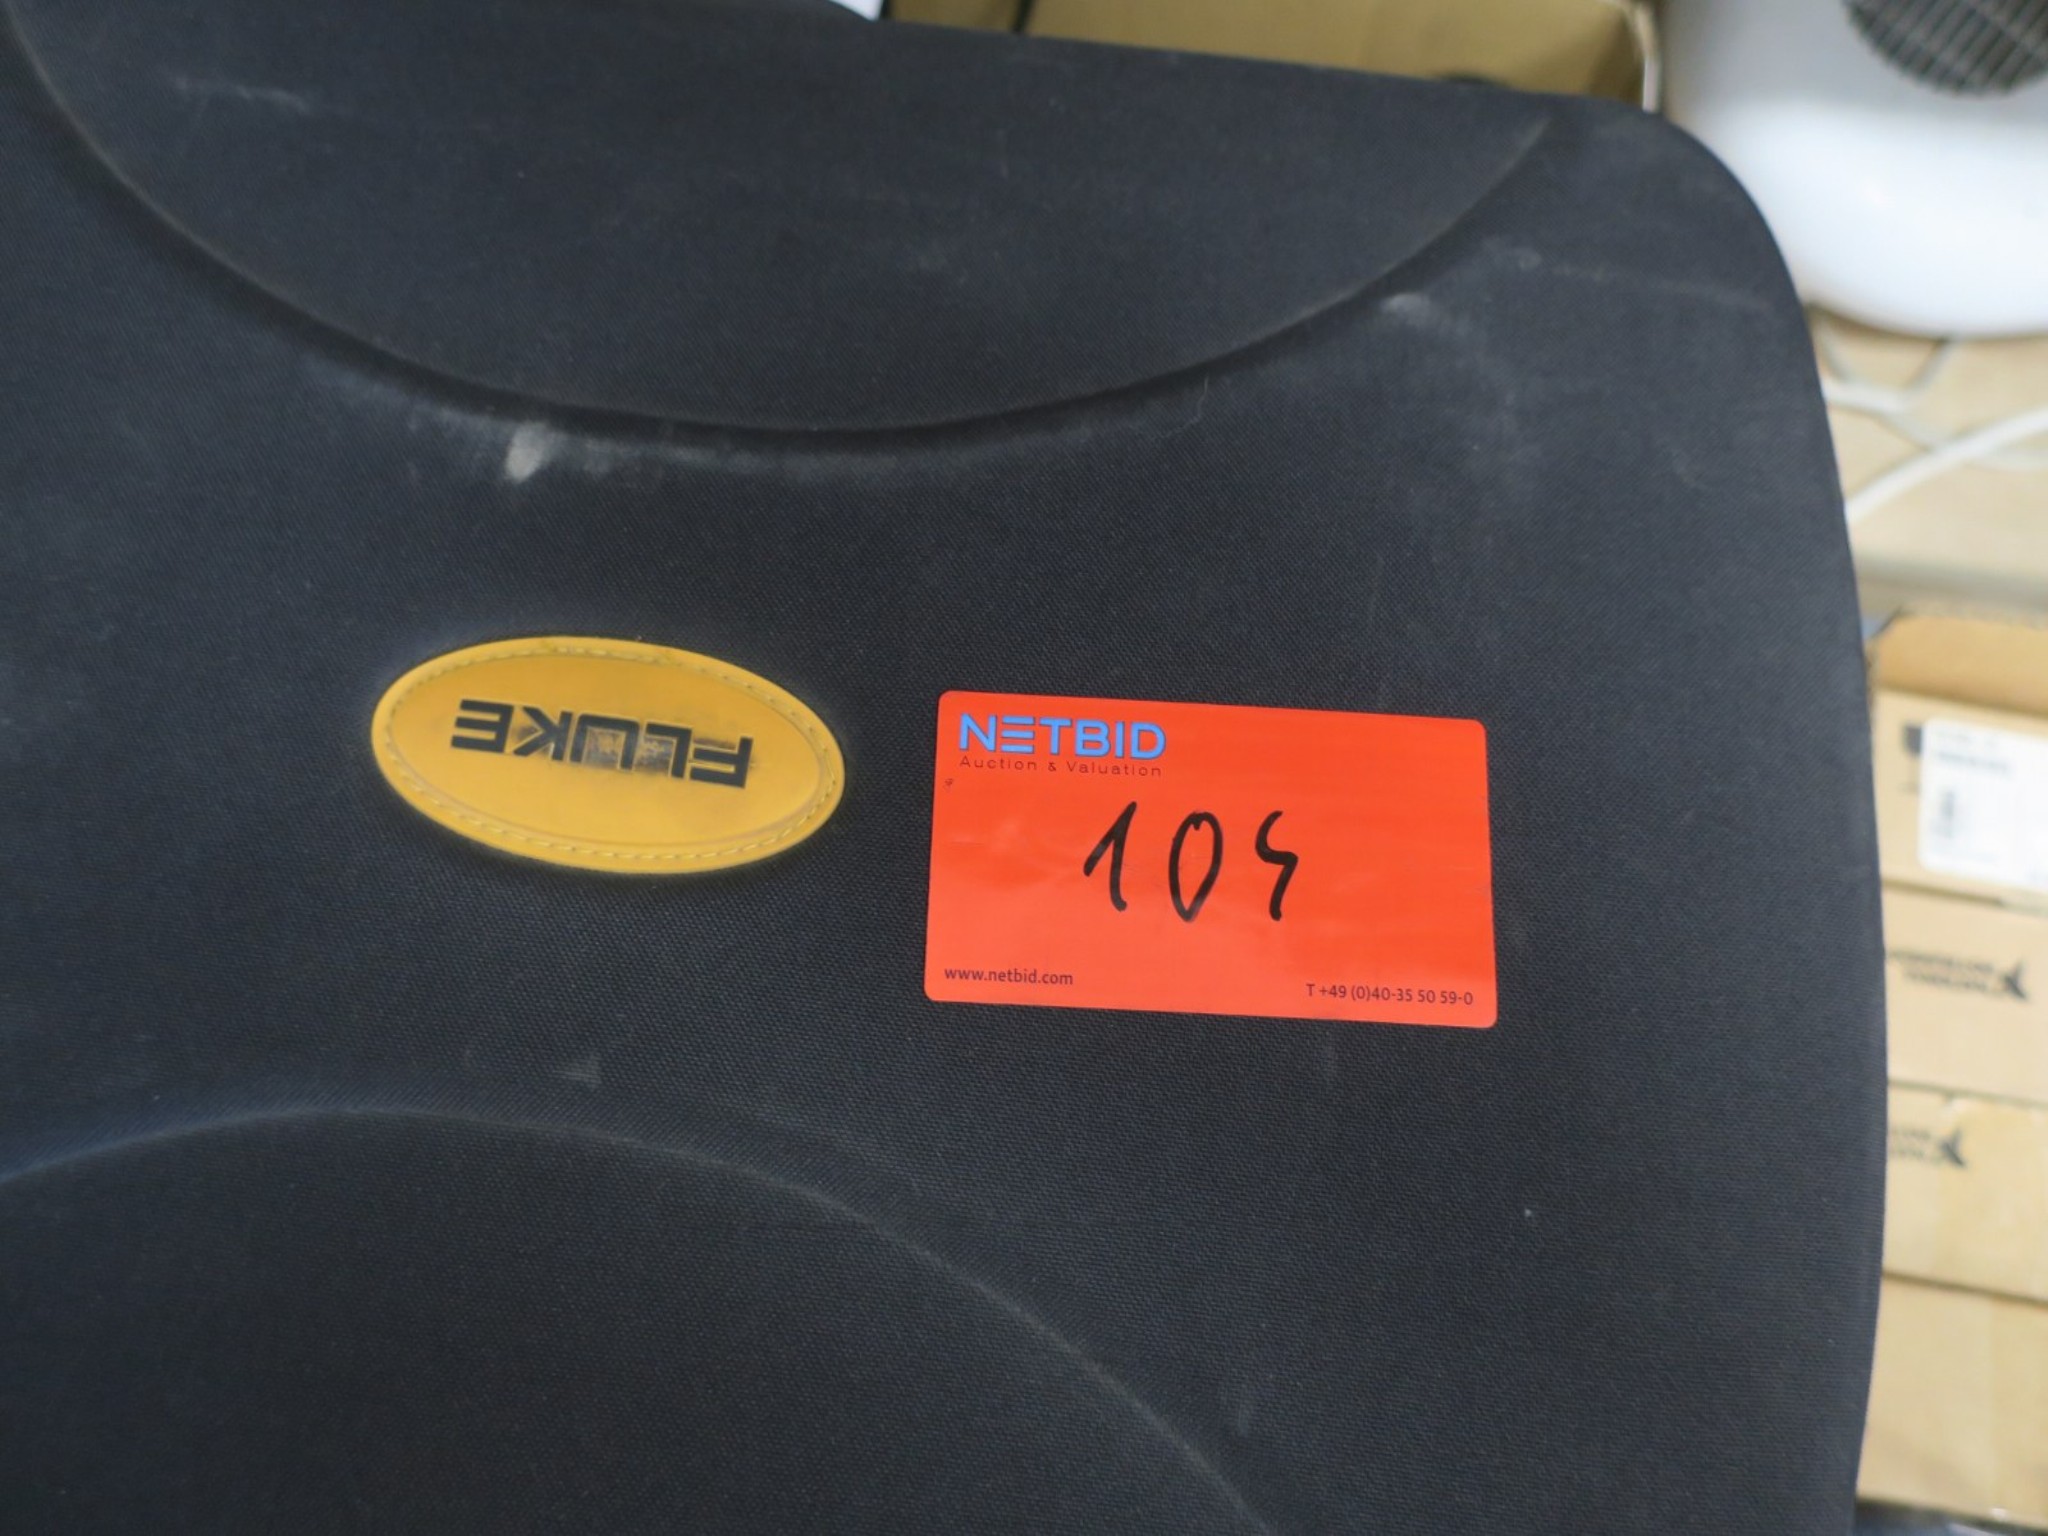 FLUKE
NETBID
Auction & Valuation
104
www.netbid.com
T +49 (0)40-35 50 59-0